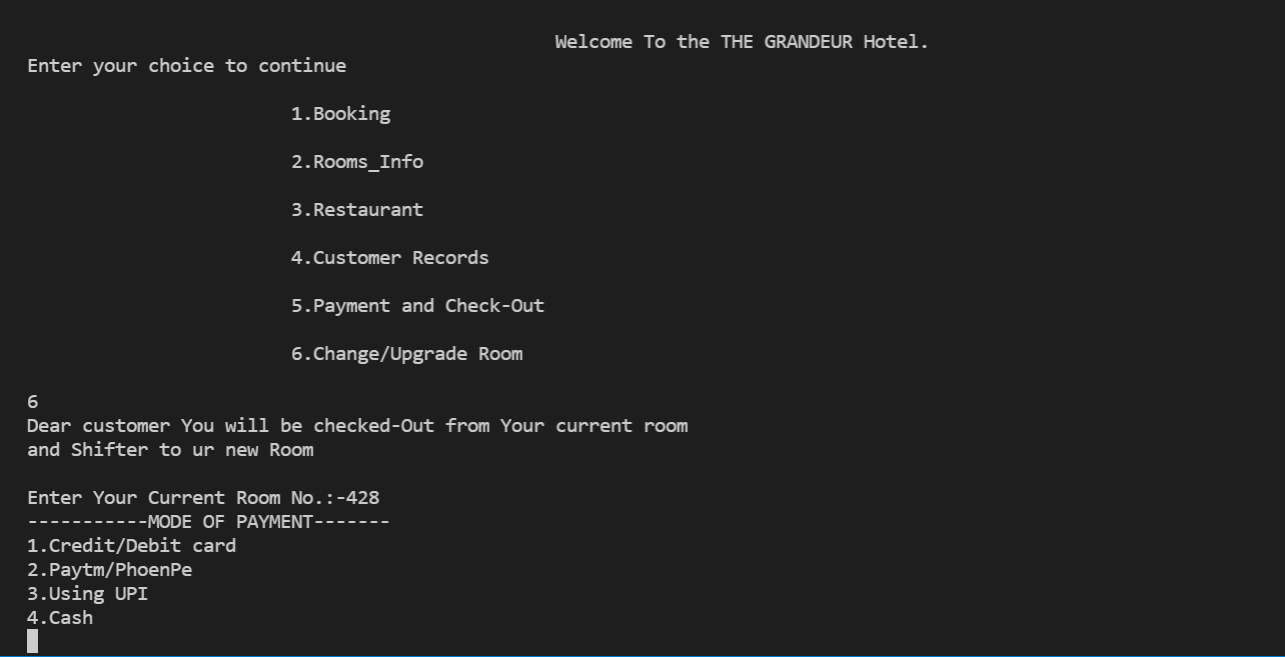 Welcome To the THE GRANDEUR Hotel.
Enter your choice to continue
1.Booking
2.Rooms_Info
3.Restaurant
4.Customer Records
5.Payment and Check-Out
6.Change/Upgrade Room
6
Dear customer You will be checked-Out from Your current room
and Shifter to ur new Room
Enter Your Current Room No.:-428
-----------MODE OF PAYMENT-------
1.Credit/Debit card
2.Paytm/PhoenPe
3.Using UPI
4.Cash